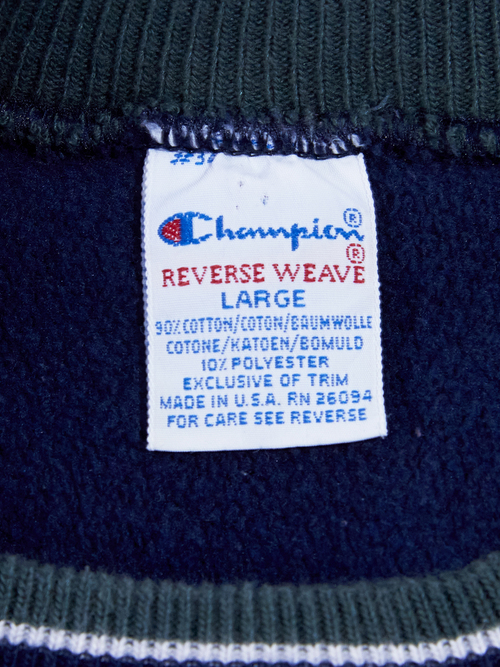 #37
Champion®
REVERSE WEAVE®
LARGE
90% COTTON/COTON/BAUMWOLLE
COTONE/KATOEN/BOMULD
10% POLYESTER
EXCLUSIVE OF TRIM
MADE IN U.S.A. RN 26094
FOR CARE SEE REVERSE